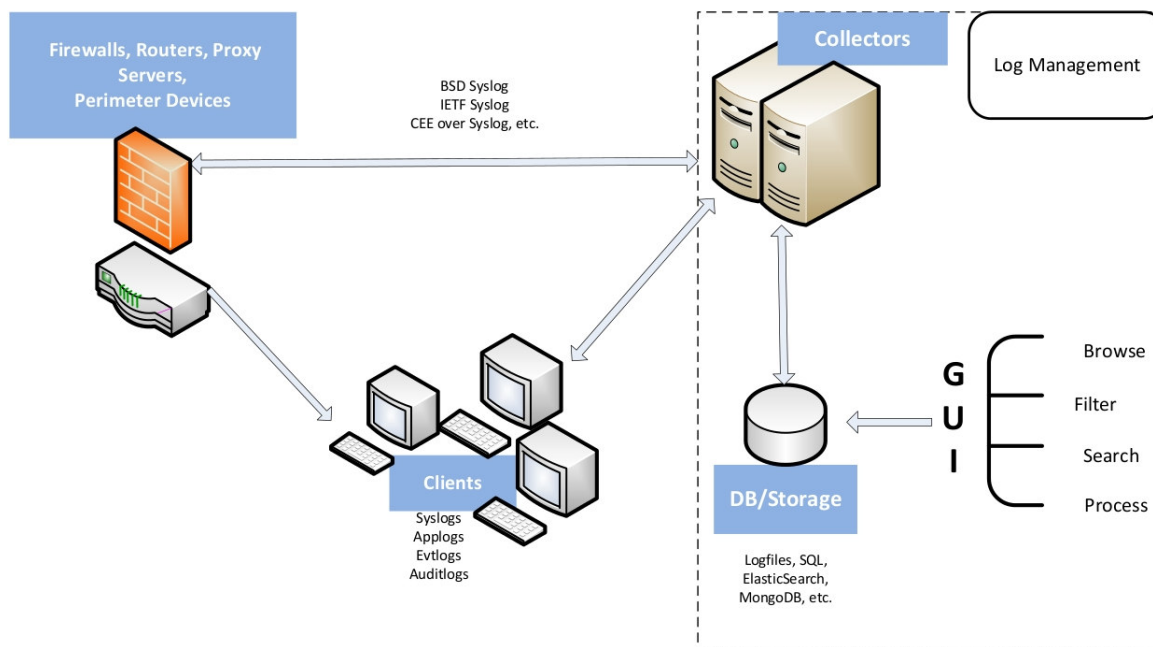 Firewalls, Routers, Proxy
Servers,
Perimeter Devices
BSD Syslog
IETF Syslog
CEE over Syslog, etc.
Collectors
Log Management
Clients
Syslogs
Applogs
Evtlogs
Auditlogs
DB/Storage
Logfiles, SQL,
ElasticSearch,
MongoDB, etc.
G
U
I
Browse
Filter
Search
Process